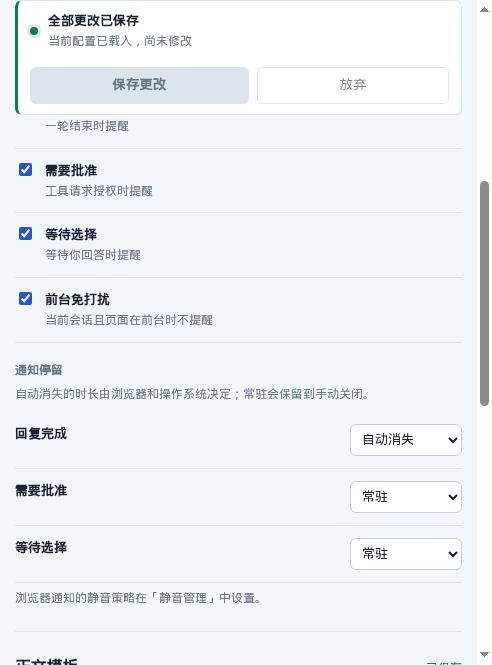 全部更改已保存
当前配置已载入，尚未修改
保存更改
放弃
一轮结束时提醒
需要批准
工具请求授权时提醒
等待选择
等待你回答时提醒
前台免打扰
当前会话且页面在前台时不提醒
通知停留
自动消失的时长由浏览器和操作系统决定；常驻会保留到手动关闭。
回复完成
自动消失
需要批准
常驻
等待选择
常驻
浏览器通知的静音策略在「静音管理」中设置。
正文模板
已保存